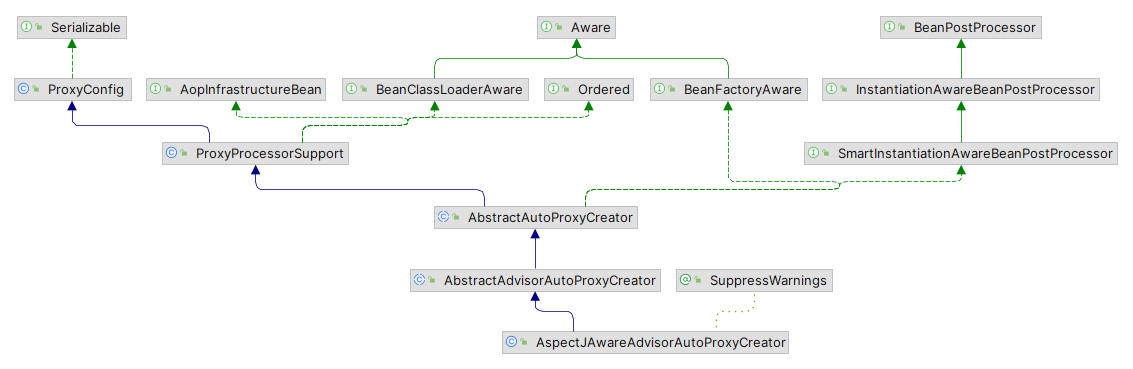 Serializable
Aware
BeanPostProcessor
ProxyConfig
AopInfrastructureBean
BeanClassLoaderAware
Ordered
BeanFactoryAware
InstantiationAwareBeanPostProcessor
ProxyProcessorSupport
SmartInstantiationAwareBeanPostProcessor
AbstractAutoProxyCreator
AbstractAdvisorAutoProxyCreator
SuppressWarnings
AspectJAwareAdvisorAutoProxyCreator